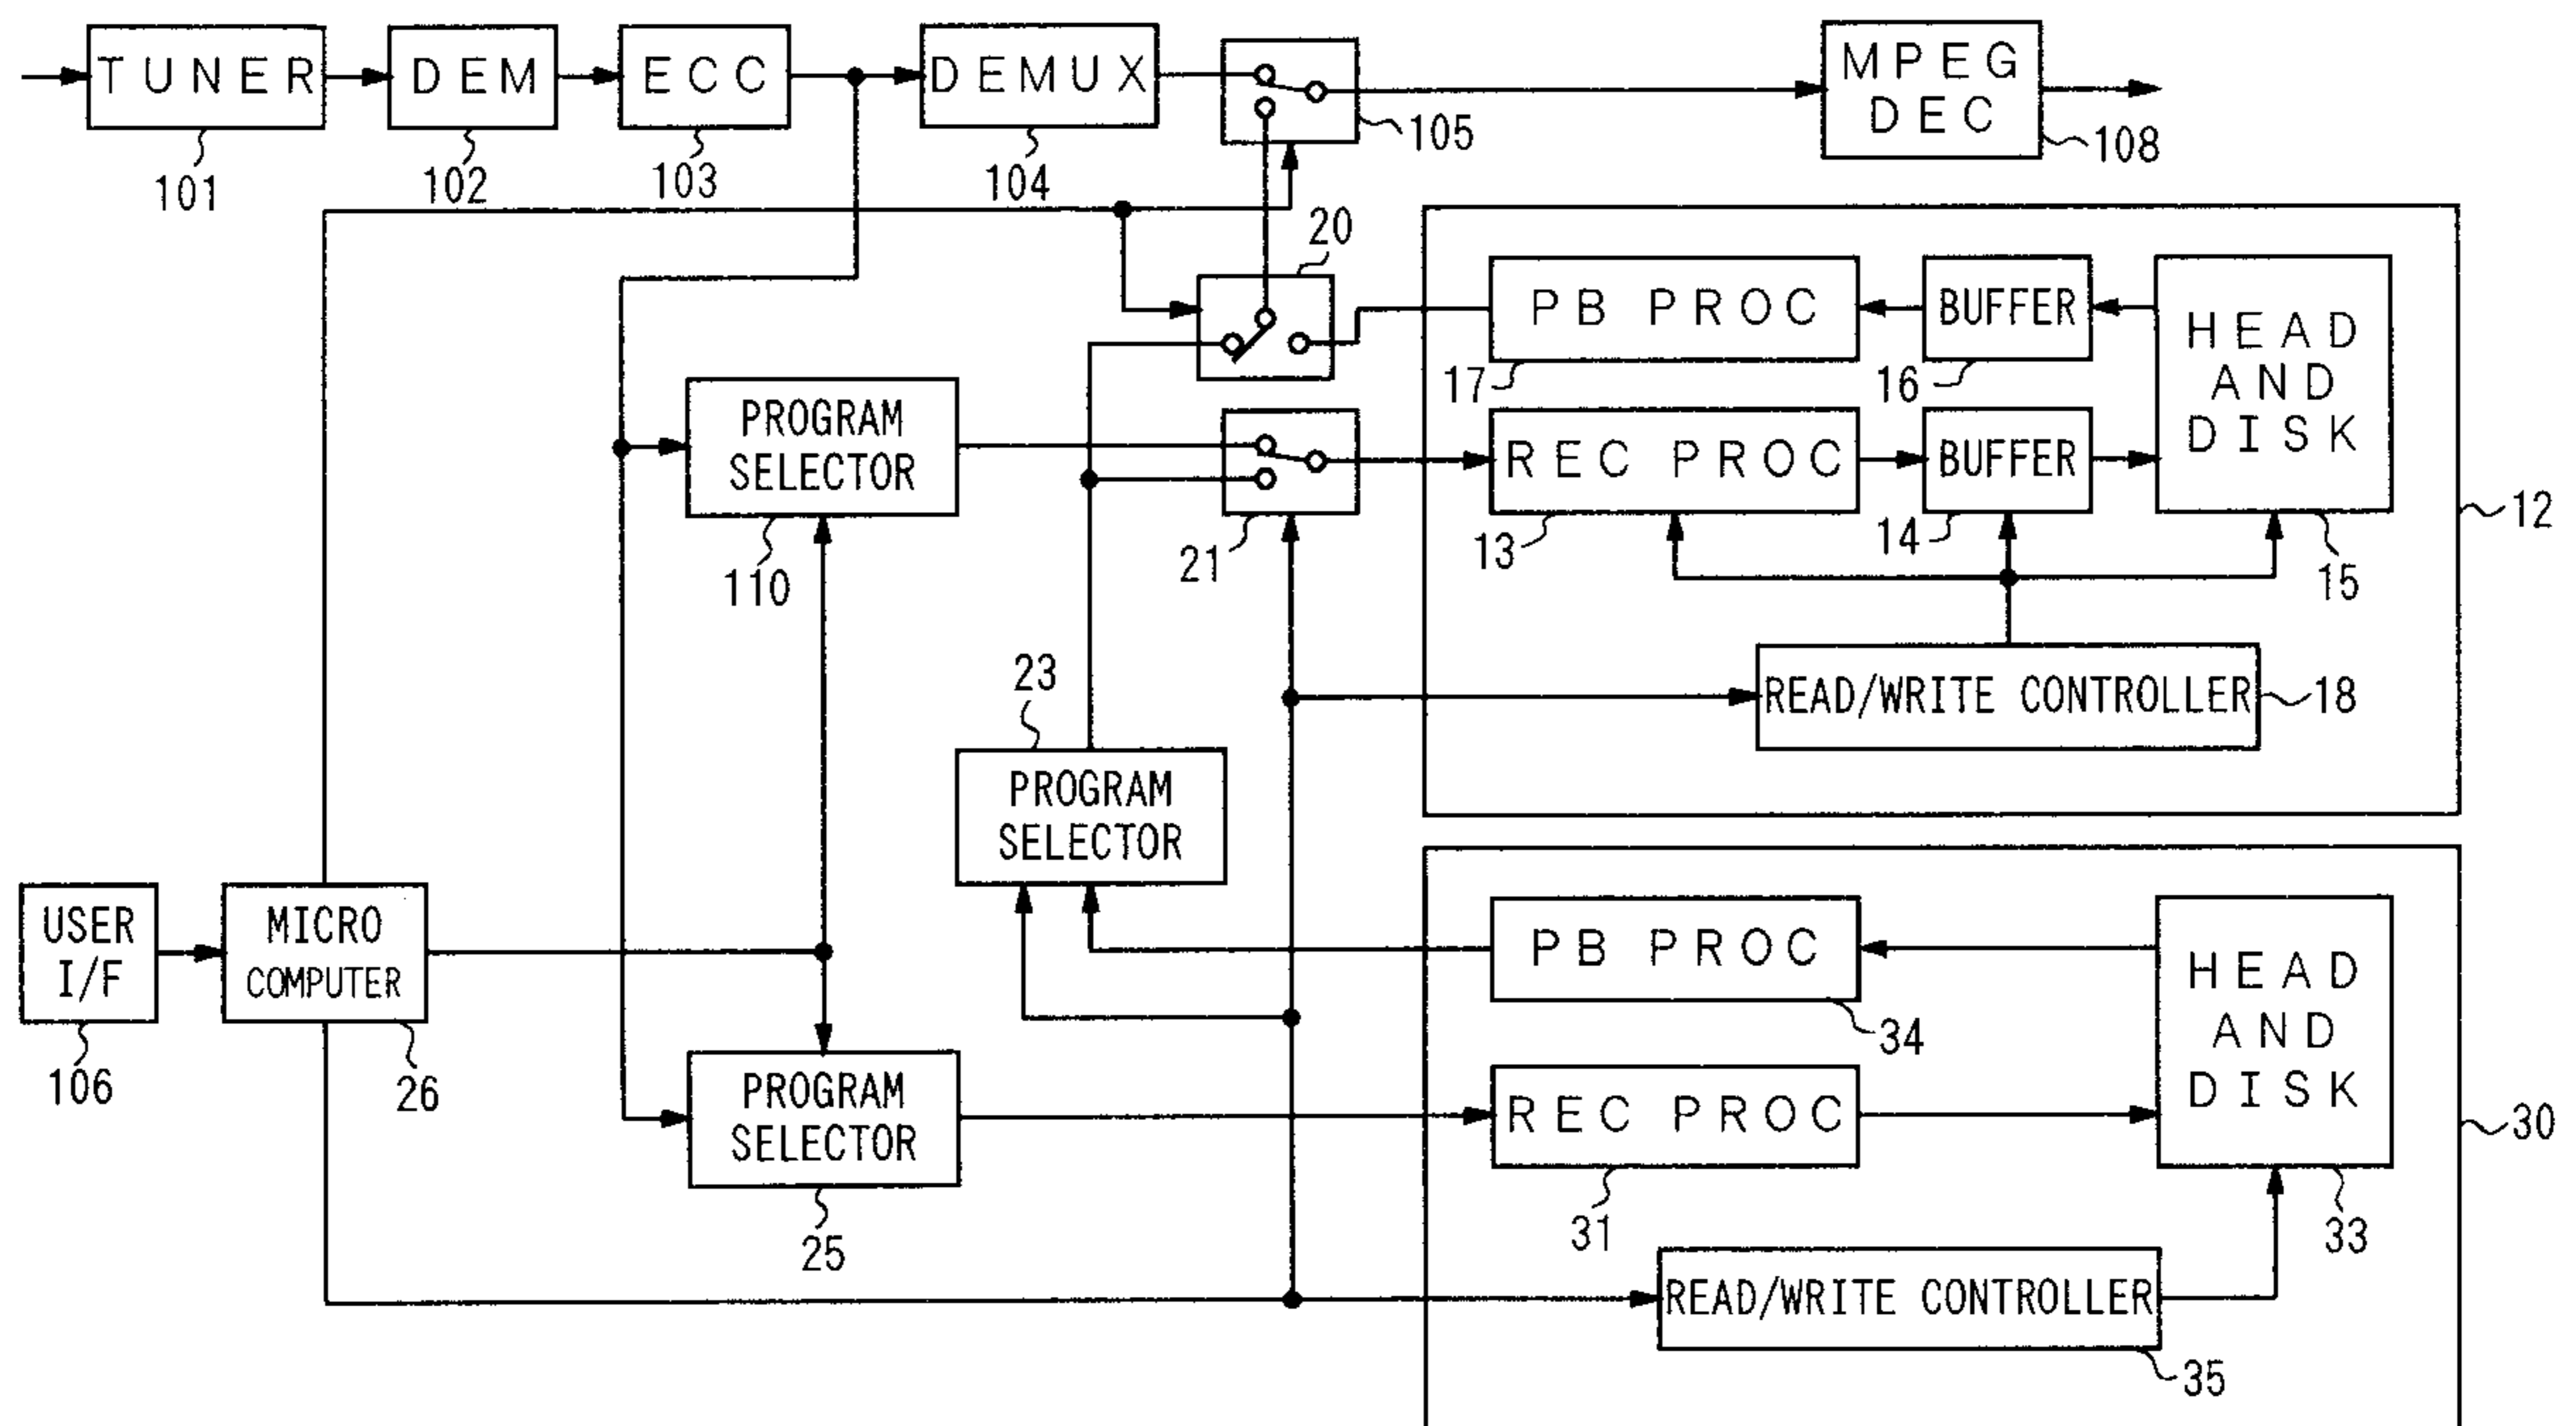 TUNER
101
DEM
102
ECC
103
DEMUX
104
105
MPEG
DEC
108
20
PB PROC
17
BUFFER
16
HEAD
AND
DISK
15
12
PROGRAM
SELECTOR
110
21
REC PROC
13
BUFFER
14
READ/WRITE CONTROLLER
18
23
PROGRAM
SELECTOR
USER
I/F
106
MICRO
COMPUTER
26
PROGRAM
SELECTOR
25
PB PROC
34
HEAD
AND
DISK
33
30
REC PROC
31
READ/WRITE CONTROLLER
35